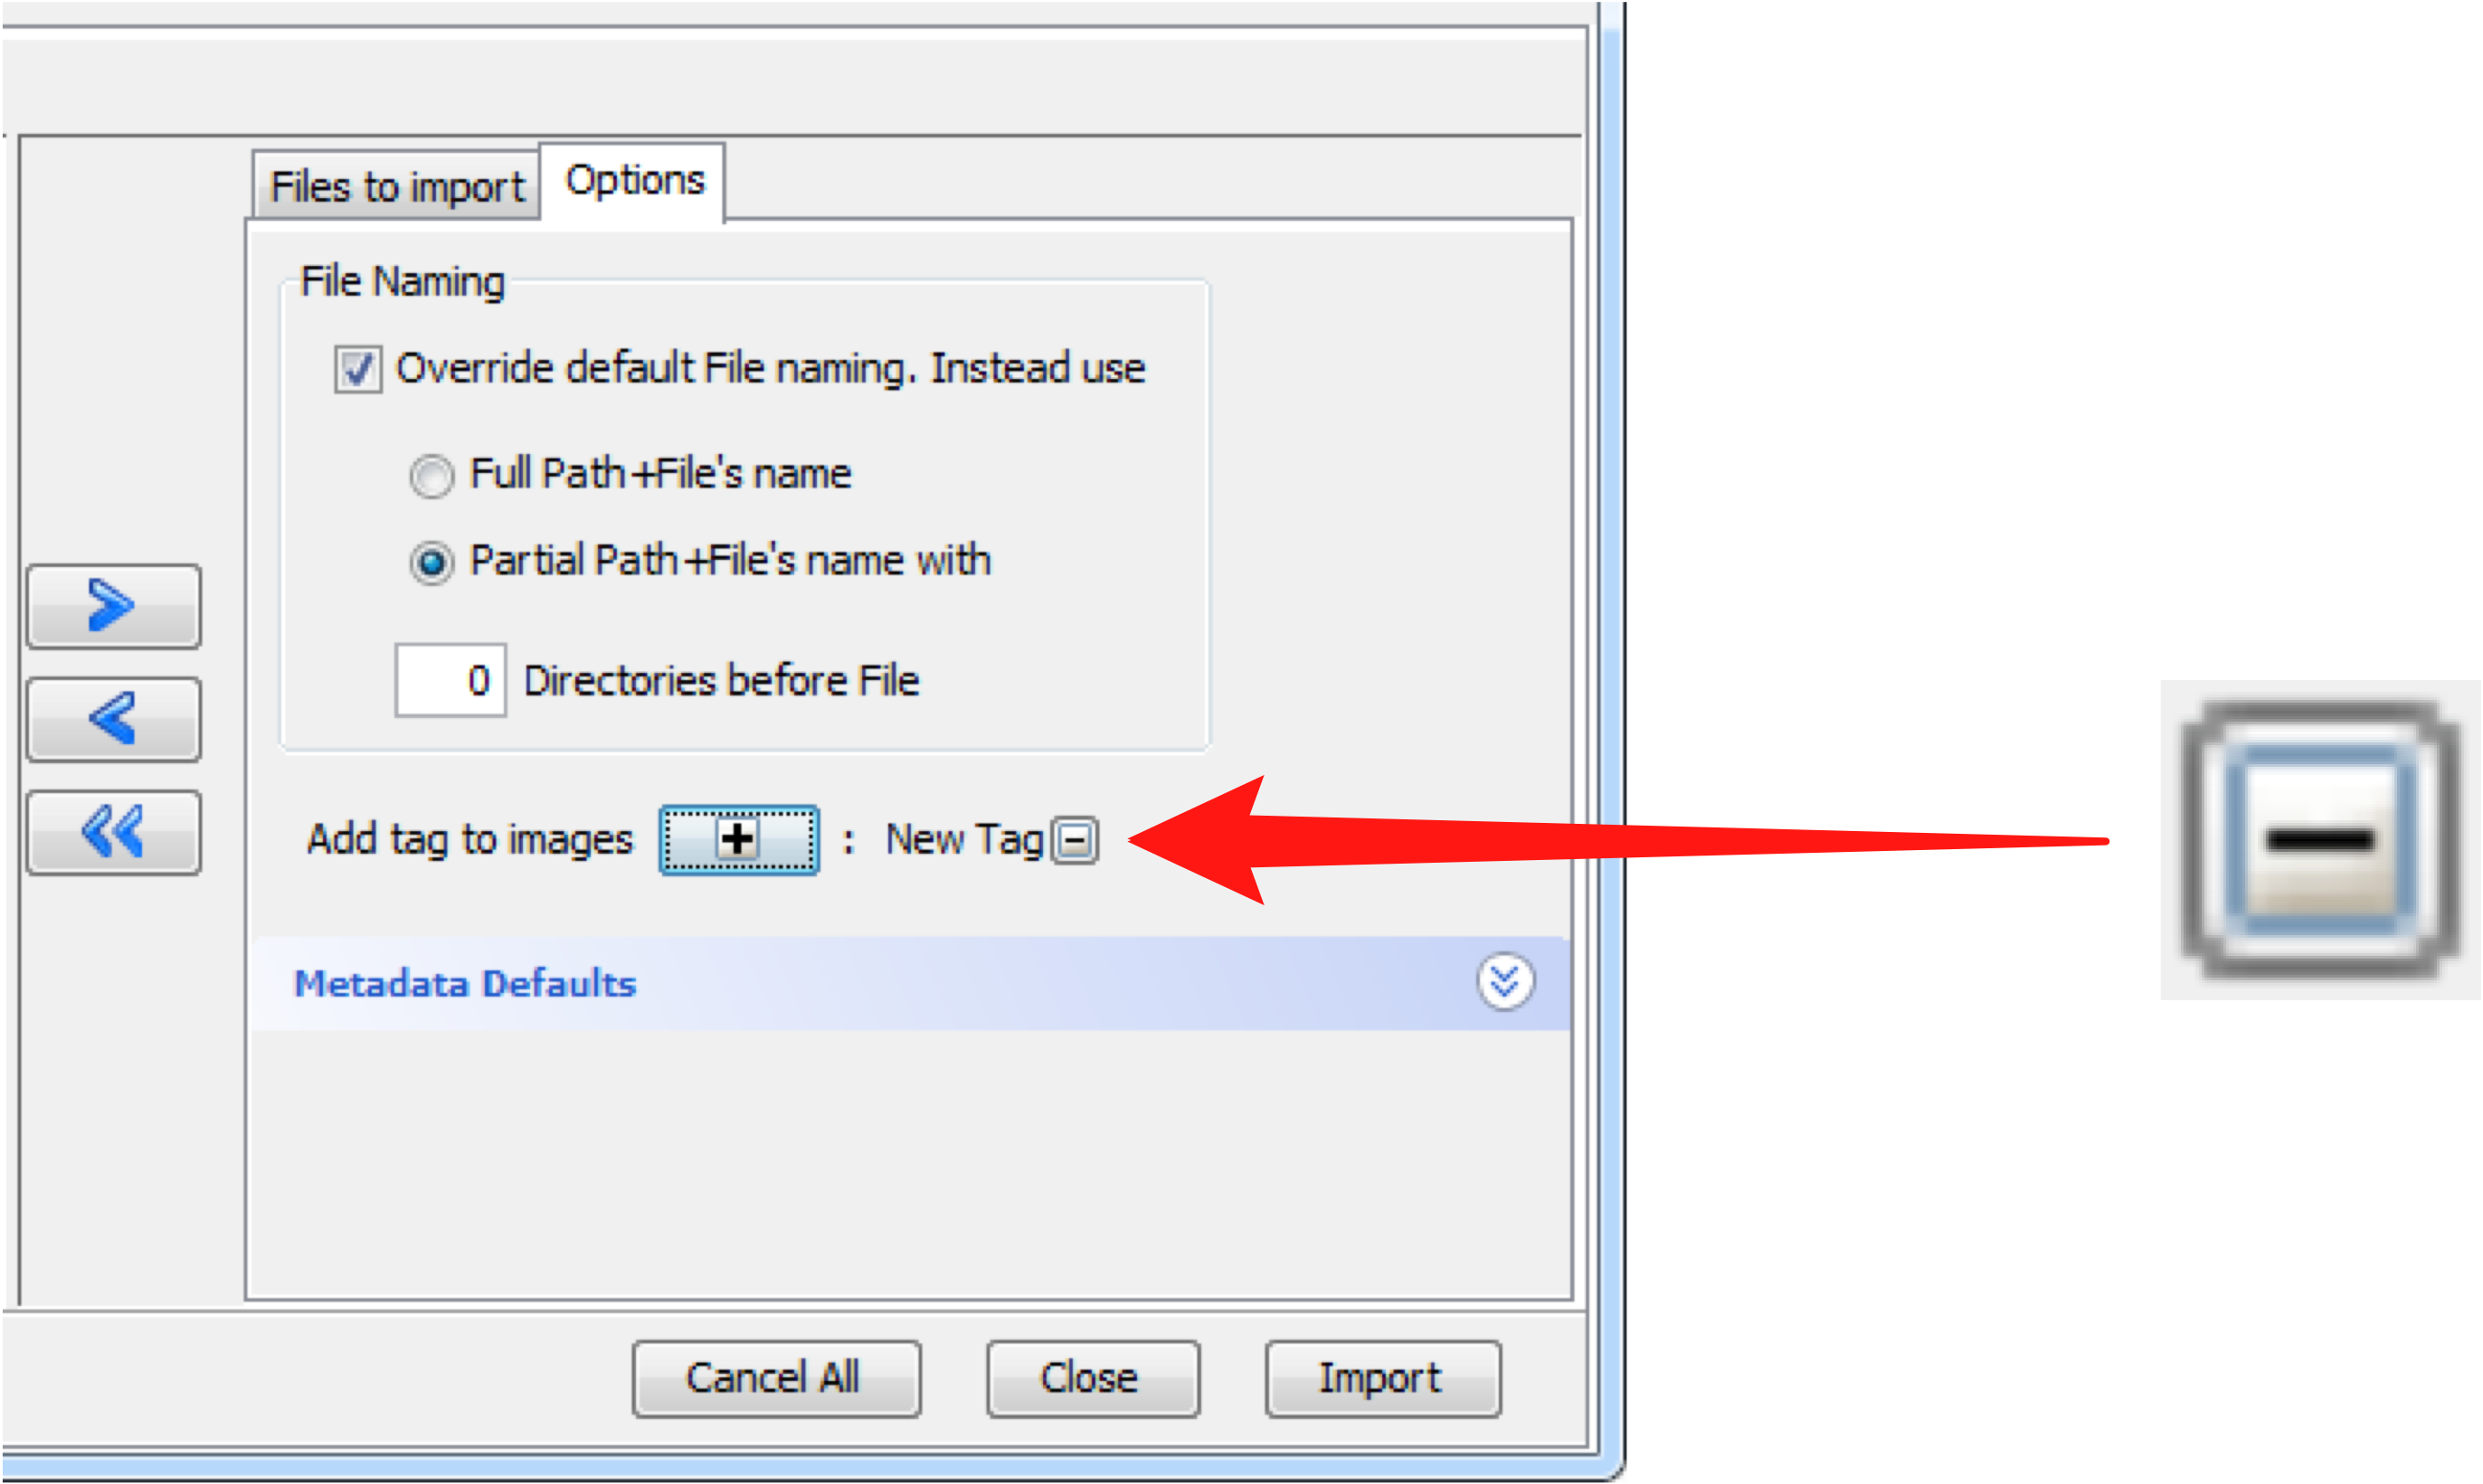 Files to import
Options
File Naming
Override default File naming. Instead use
Full Path+File's name
Partial Path+File's name with
0 Directories before File
Add tag to images : New Tag
Metadata Defaults
Cancel All
Close
Import